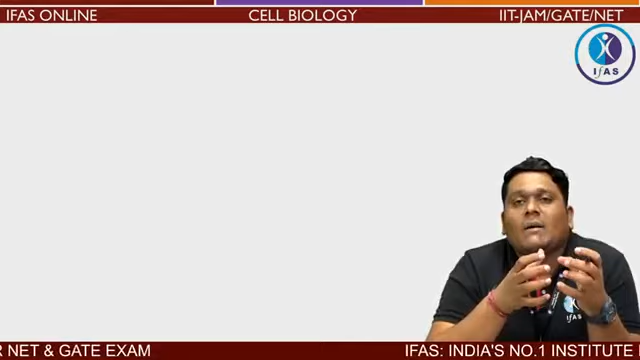 IFAS ONLINE
CELL BIOLOGY
IIT-JAM/GATE/NET
IFAS
R NET & GATE EXAM
IFAS: INDIA'S NO.1 INSTITUTE